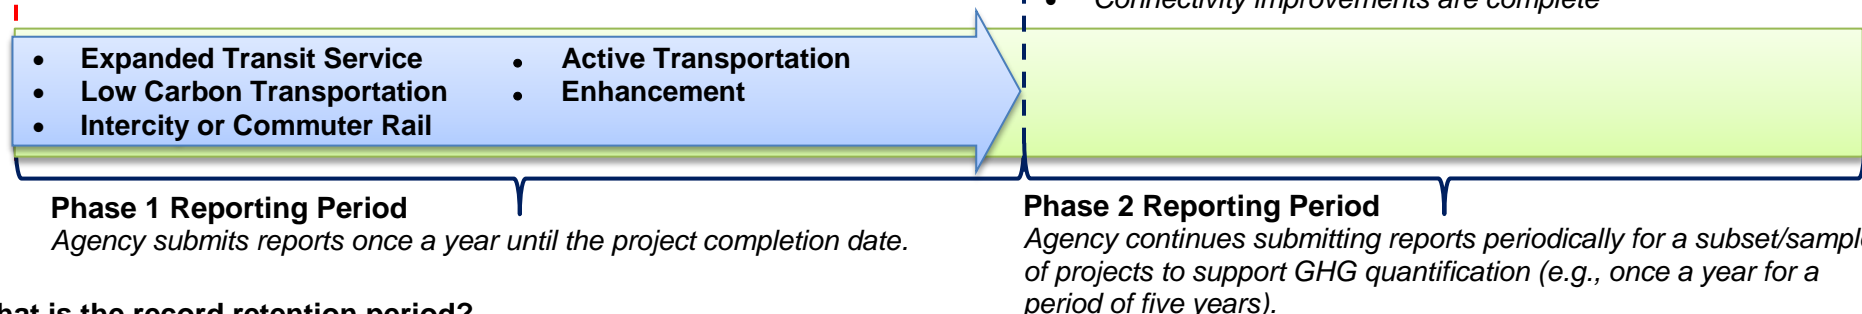 • Connectivity improvements are complete
• Expanded Transit Service
• Low Carbon Transportation
• Intercity or Commuter Rail
• Active Transportation
• Enhancement
Phase 1 Reporting Period
Agency submits reports once a year until the project completion date.
Phase 2 Reporting Period
Agency continues submitting reports periodically for a subset/sample
of projects to support GHG quantification (e.g., once a year for a
period of five years).
hat is the record retention period?